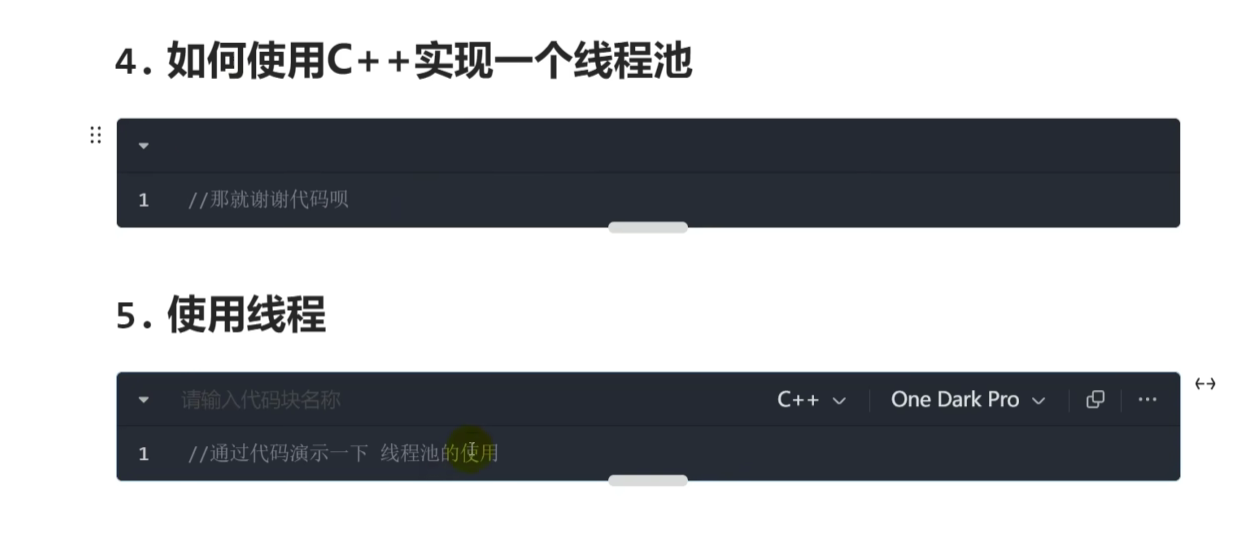 4. 如何使用C++实现一个线程池
1 //那就谢谢代码呗
5. 使用线程
请输入代码块名称 C++ One Dark Pro
1 //通过代码演示一下 线程池的使用